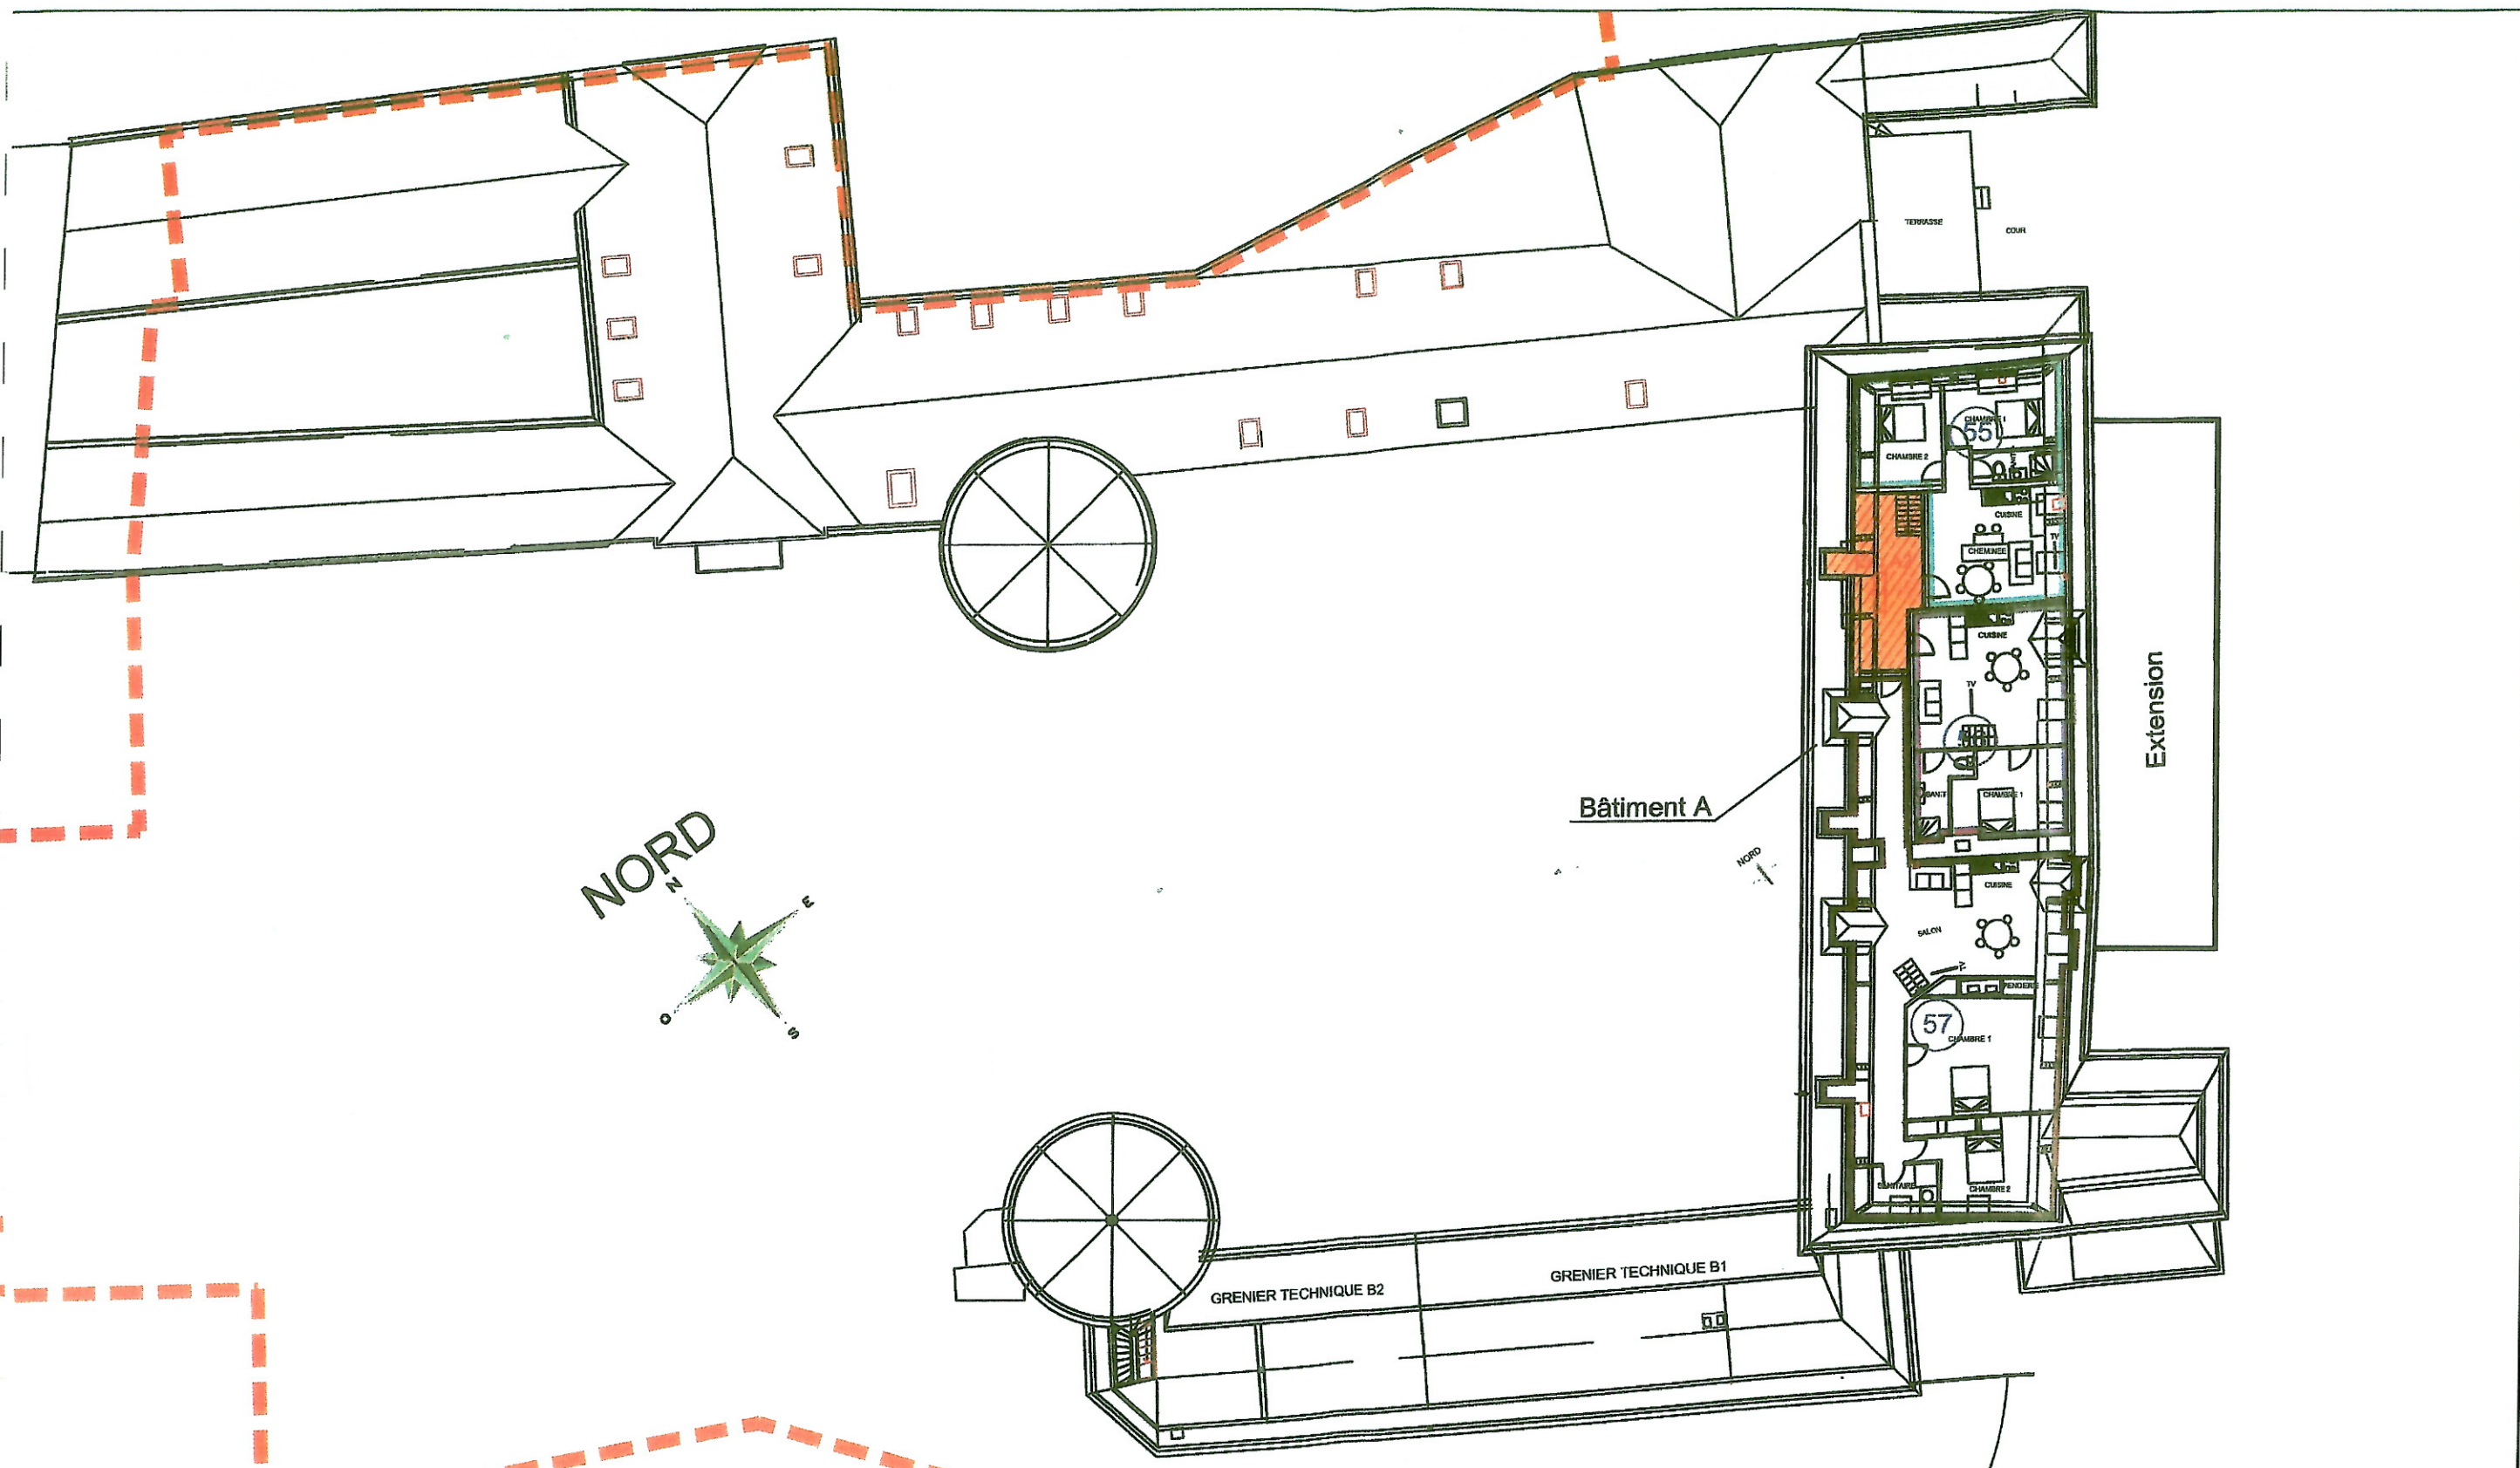 TERRASSE
COUR
CHAMBRE 1
55
CHAMBRE 2
CUISINE
TV
CHEMINEE
CUISINE
TV
Extension
CHAMBRE 1
Bâtiment A
NORD
NORD
N
E
O
S
CUISINE
SALON
TV
57
CHAMBRE 1
SANITAIRE
CHAMBRE 2
GRENIER TECHNIQUE B2
GRENIER TECHNIQUE B1